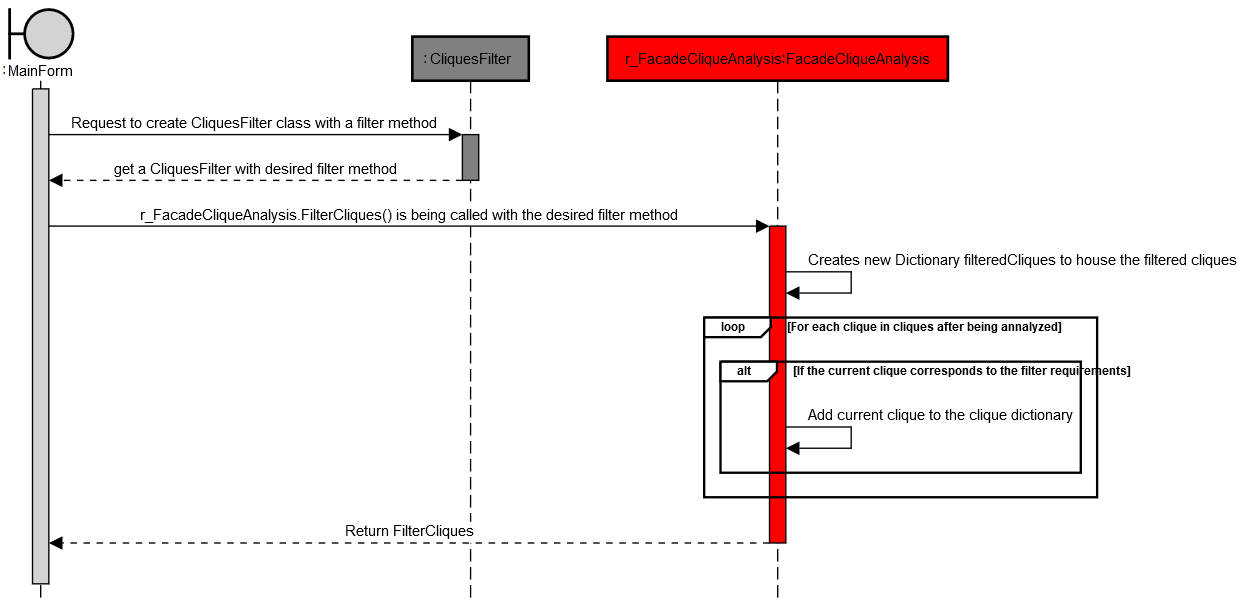 :MainForm
:CliquesFilter
r_FacadeCliqueAnalysis:FacadeCliqueAnalysis
Request to create CliquesFilter class with a filter method
get a CliquesFilter with desired filter method
r_FacadeCliqueAnalysis.FilterCliques() is being called with the desired filter method
Creates new Dictionary filteredCliques to house the filtered cliques
loop [For each clique in cliques after being annalyzed]
alt [If the current clique corresponds to the filter requirements]
Add current clique to the clique dictionary
Return FilterCliques